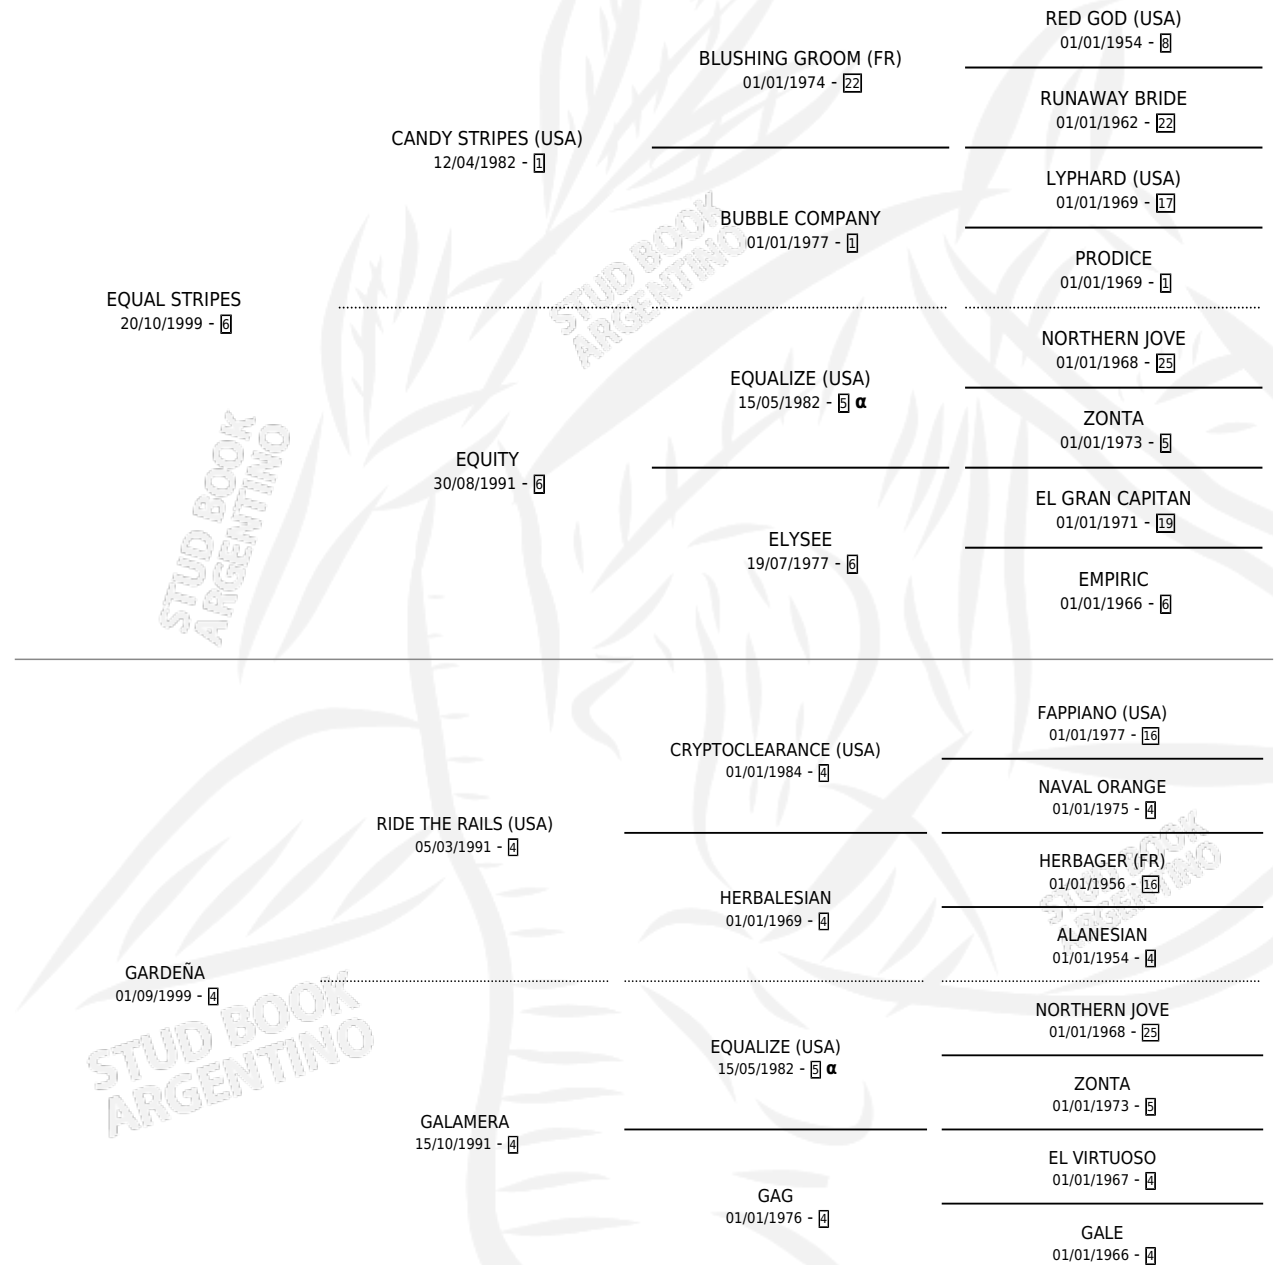 RED GOD (USA)
01/01/1954 - 8
BLUSHING GROOM (FR)
01/01/1974 - 22
RUNAWAY BRIDE
01/01/1962 - 22
CANDY STRIPES (USA)
12/04/1982 - 1
LYPHARD (USA)
01/01/1969 - 17
BUBBLE COMPANY
01/01/1977 - 1
PRODICE
01/01/1969 - 1
EQUAL STRIPES
20/10/1999 - 6
STUD BOOK
ARGENTINO
NORTHERN JOVE
01/01/1968 - 25
EQUALIZE (USA)
15/05/1982 - 5 α
ZONTA
01/01/1973 - 5
EQUITY
30/08/1991 - 6
STUD BOOK
ARGENTINO
EL GRAN CAPITAN
01/01/1971 - 19
ELYSEE
19/07/1977 - 6
EMPIRIC
01/01/1966 - 6
FAPPIANO (USA)
01/01/1977 - 16
CRYPTOCLEARANCE (USA)
01/01/1984 - 4
NAVAL ORANGE
01/01/1975 - 4
RIDE THE RAILS (USA)
05/03/1991 - 4
STUD BOOK
ARGENTINO
HERBAGER (FR)
01/01/1956 - 16
HERBALESIAN
01/01/1969 - 4
ALANESIAN
01/01/1954 - 4
GARDEÑA
01/09/1999 - 4
STUD BOOK
ARGENTINO
NORTHERN JOVE
01/01/1968 - 25
EQUALIZE (USA)
15/05/1982 - 5 α
ZONTA
01/01/1973 - 5
GALAMERA
15/10/1991 - 4
EL VIRTUOSO
01/01/1967 - 4
GAG
01/01/1976 - 4
GALE
01/01/1966 - 4